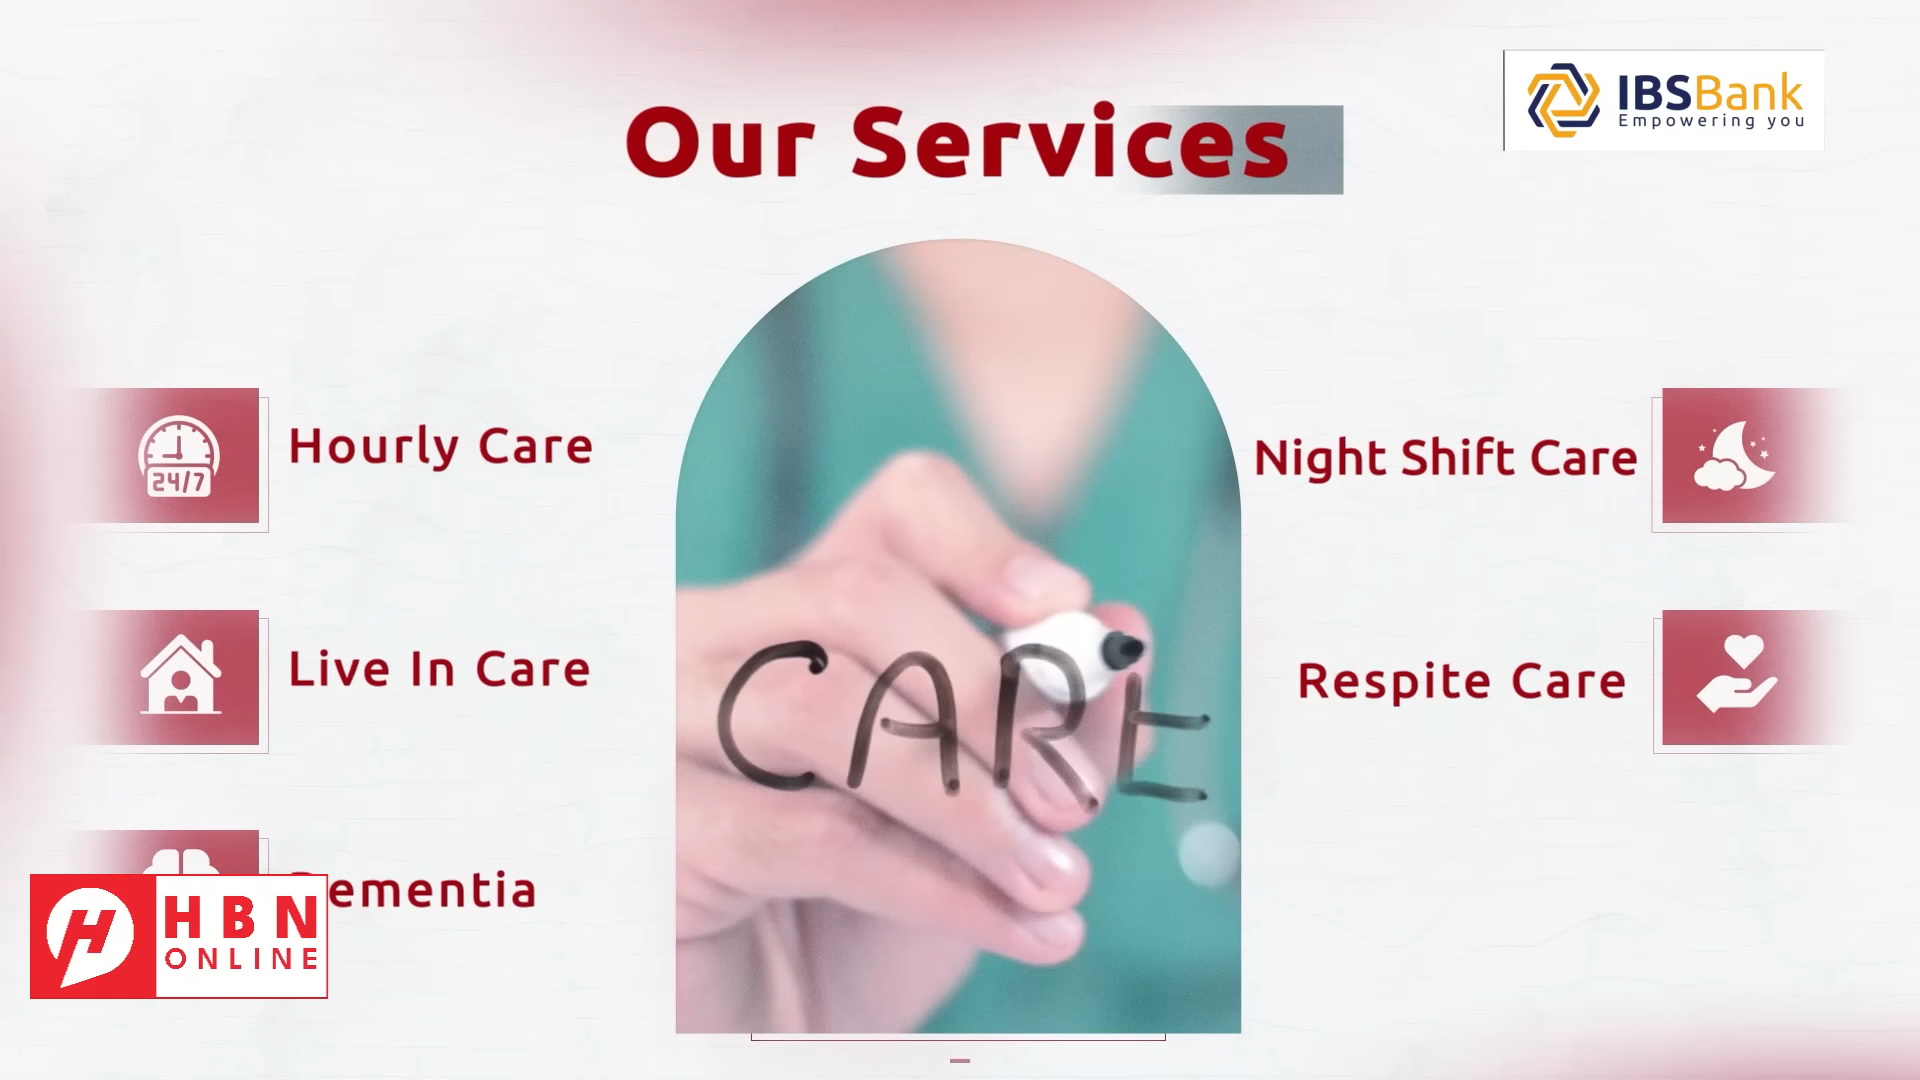 Our Services
IBSBank
Empowering you
24/7
Hourly Care
Night Shift Care
Live In Care
Respite Care
CARE
Dementia
H
HBN
ONLINE